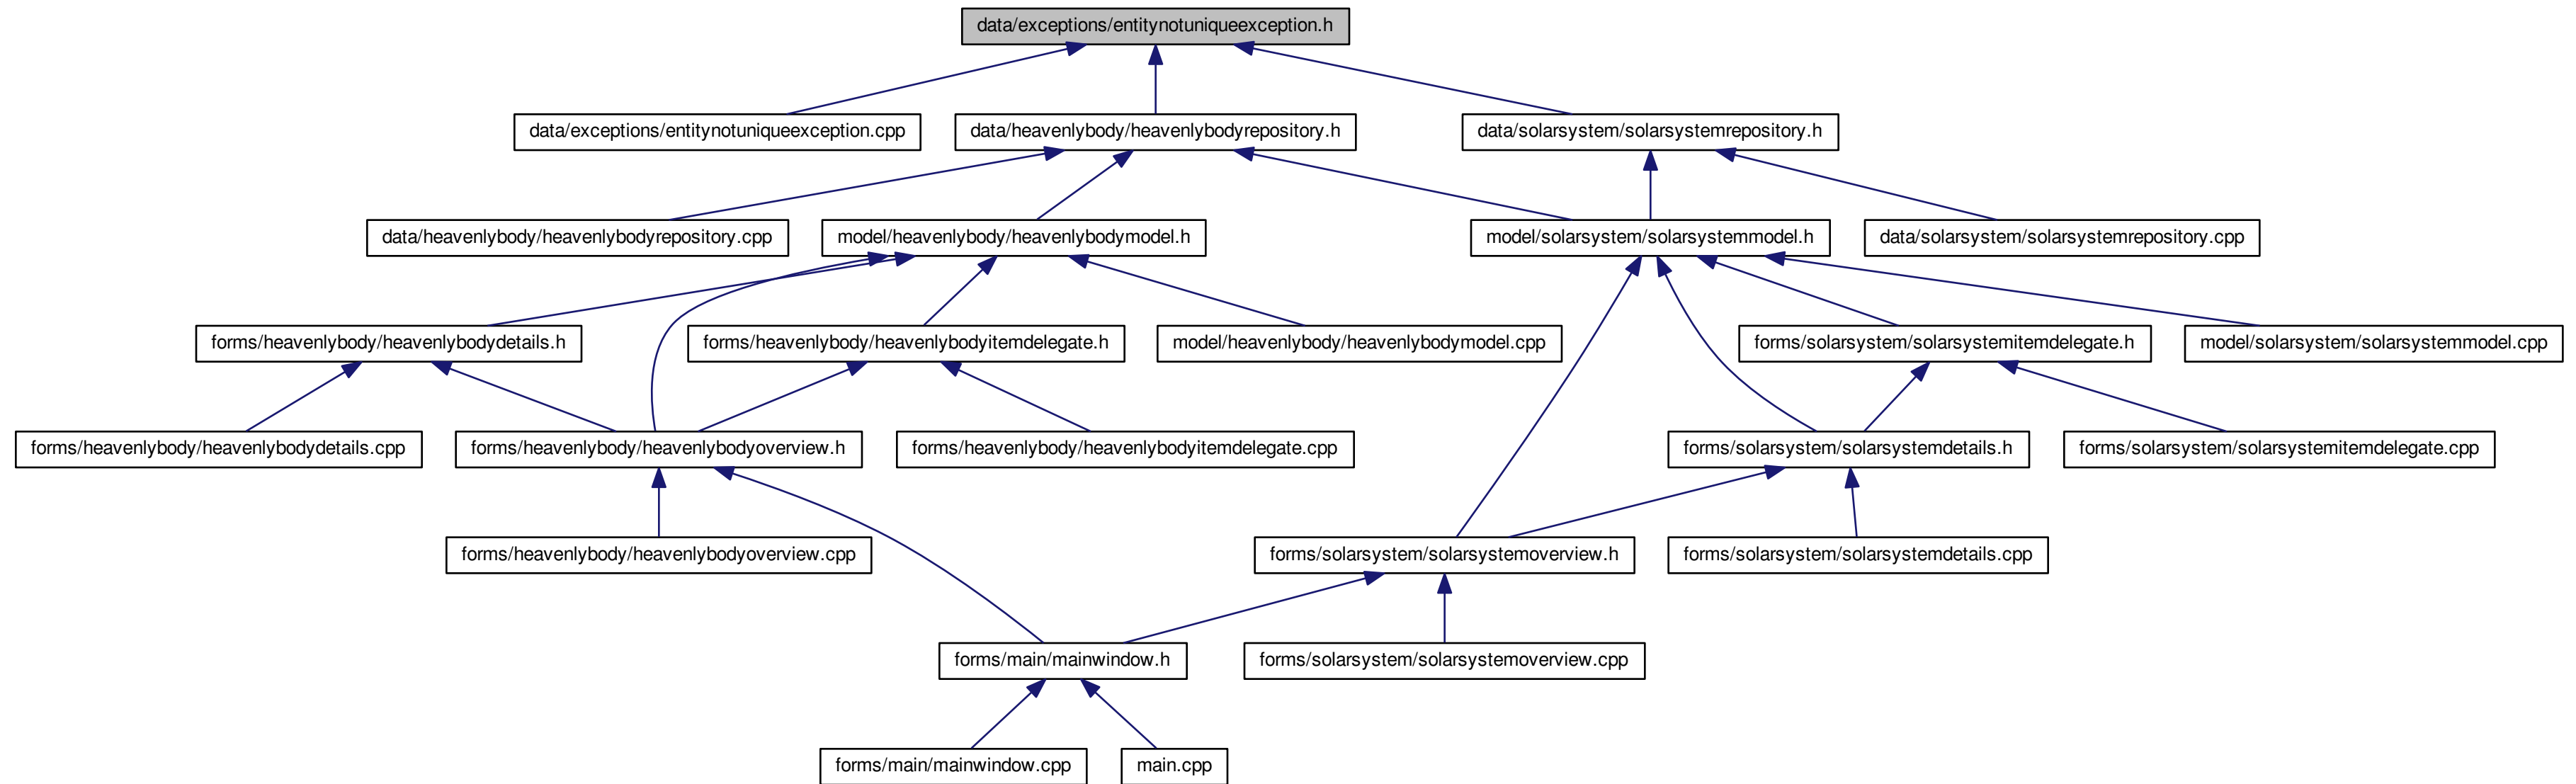 data/exceptions/entitynotuniqueexception.h
data/exceptions/entitynotuniqueexception.cpp
data/heavenlybody/heavenlybodyrepository.h
data/solarsystem/solarsystemrepository.h
data/heavenlybody/heavenlybodyrepository.cpp
model/heavenlybody/heavenlybodymodel.h
model/solarsystem/solarsystemmodel.h
data/solarsystem/solarsystemrepository.cpp
forms/heavenlybody/heavenlybodydetails.h
forms/heavenlybody/heavenlybodyitemdelegate.h
model/heavenlybody/heavenlybodymodel.cpp
forms/solarsystem/solarsystemitemdelegate.h
model/solarsystem/solarsystemmodel.cpp
forms/heavenlybody/heavenlybodydetails.cpp
forms/heavenlybody/heavenlybodyoverview.h
forms/heavenlybody/heavenlybodyitemdelegate.cpp
forms/solarsystem/solarsystemdetails.h
forms/solarsystem/solarsystemitemdelegate.cpp
forms/heavenlybody/heavenlybodyoverview.cpp
forms/solarsystem/solarsystemoverview.h
forms/solarsystem/solarsystemdetails.cpp
forms/main/mainwindow.h
forms/solarsystem/solarsystemoverview.cpp
forms/main/mainwindow.cpp
main.cpp